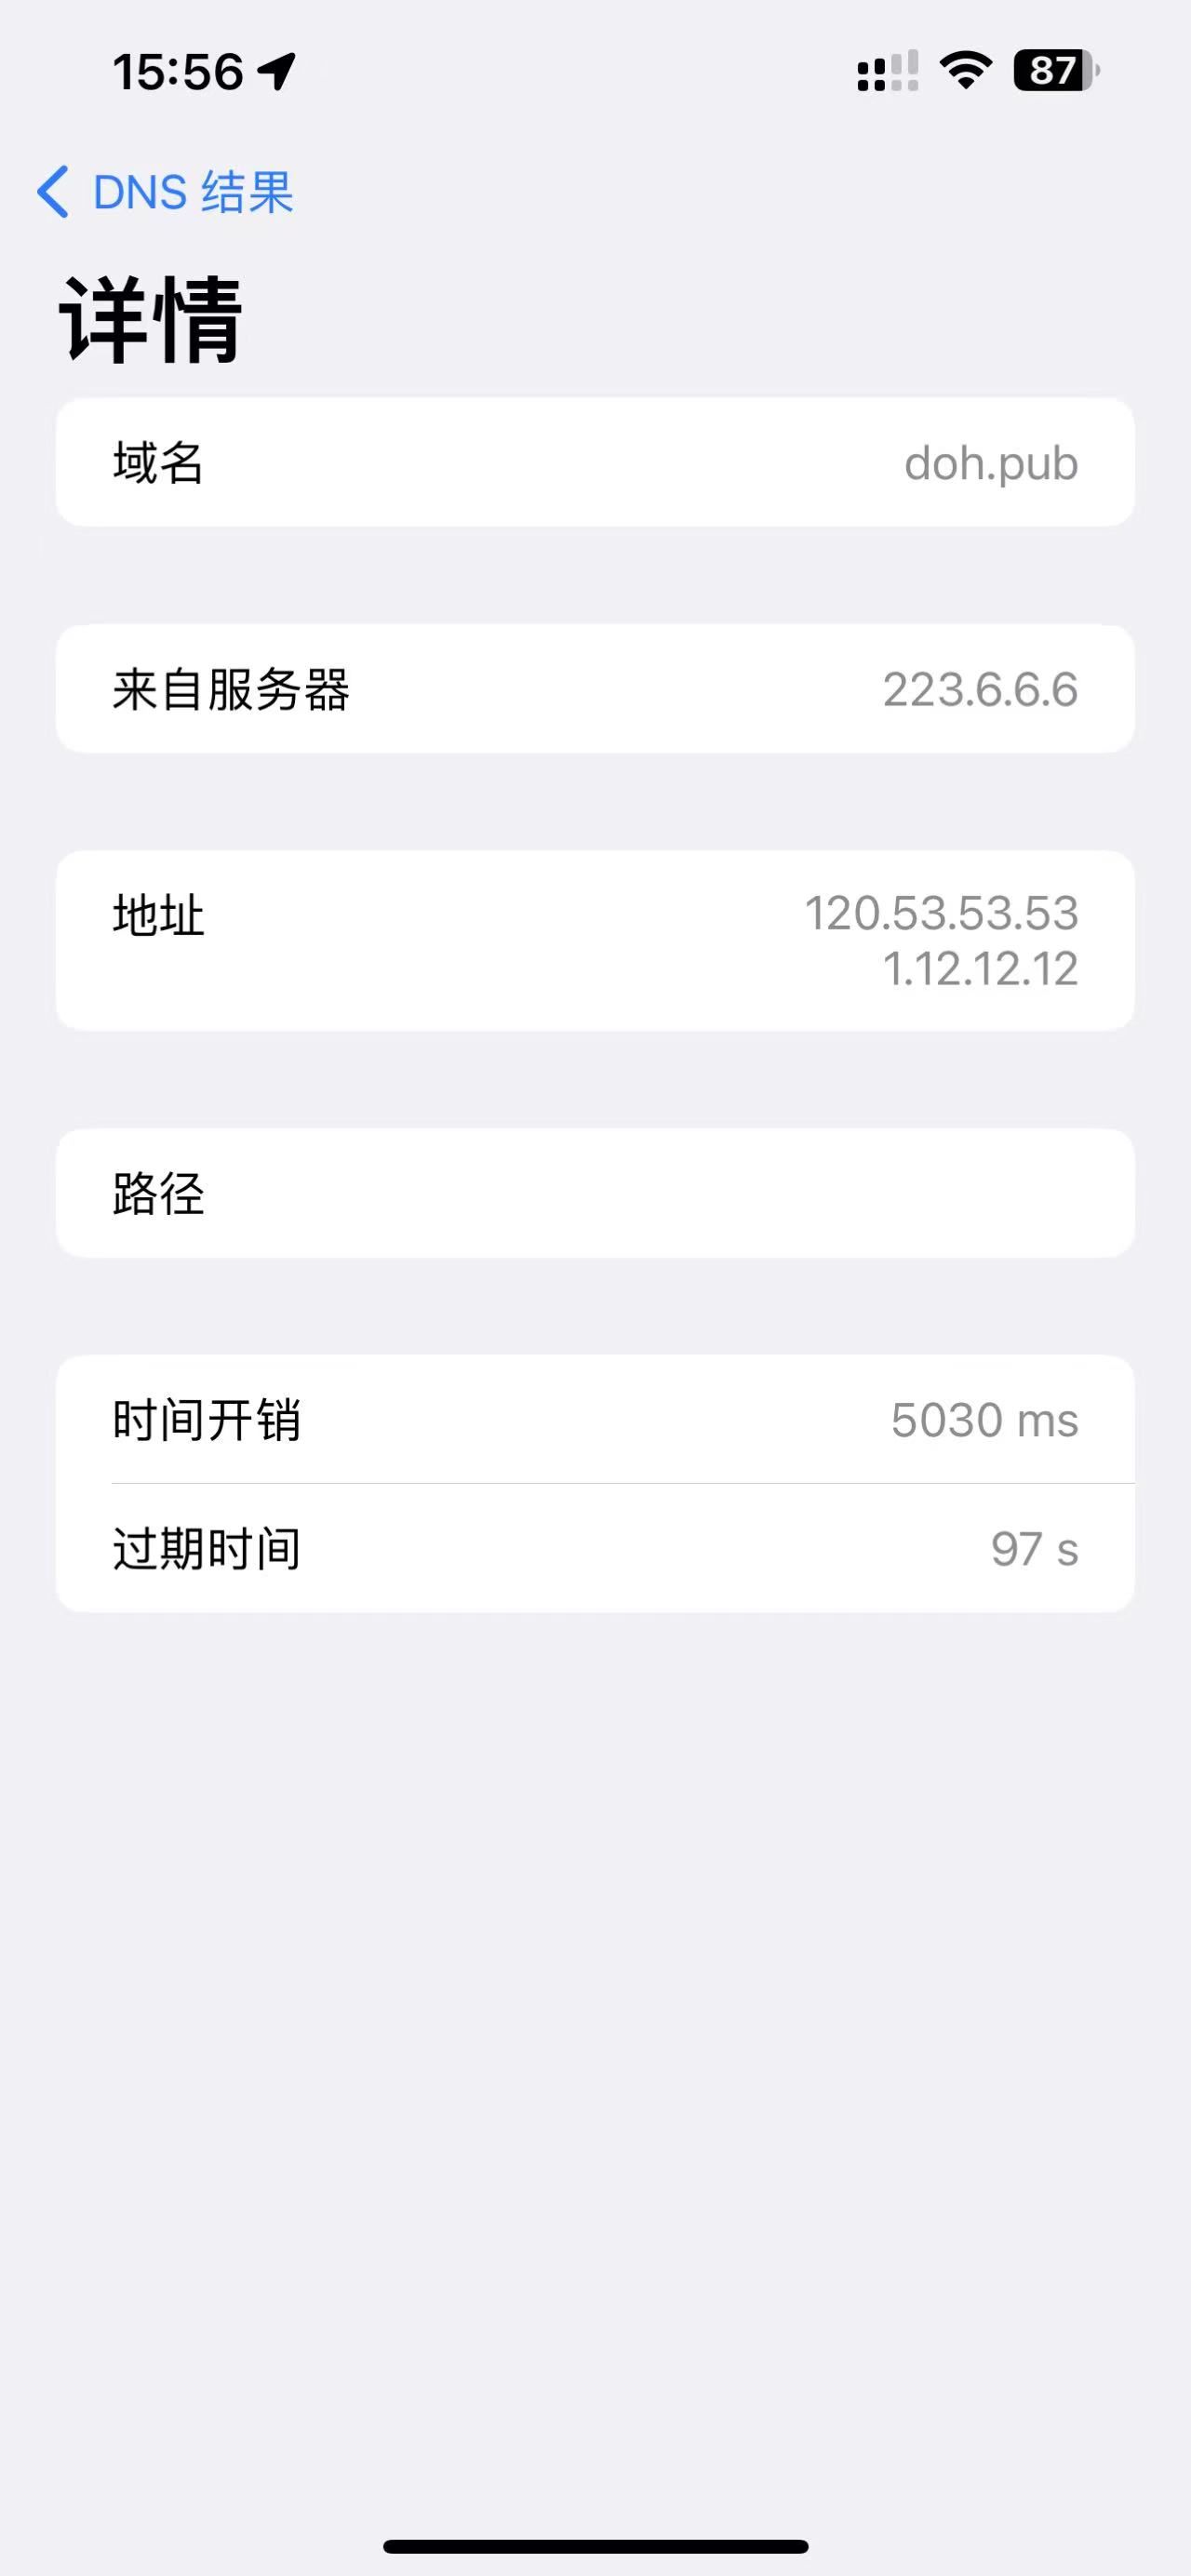 15:56
87
DNS 结果
详情
域名 doh.pub
来自服务器 223.6.6.6
地址 120.53.53.53
1.12.12.12
路径
时间开销 5030 ms
过期时间 97 s